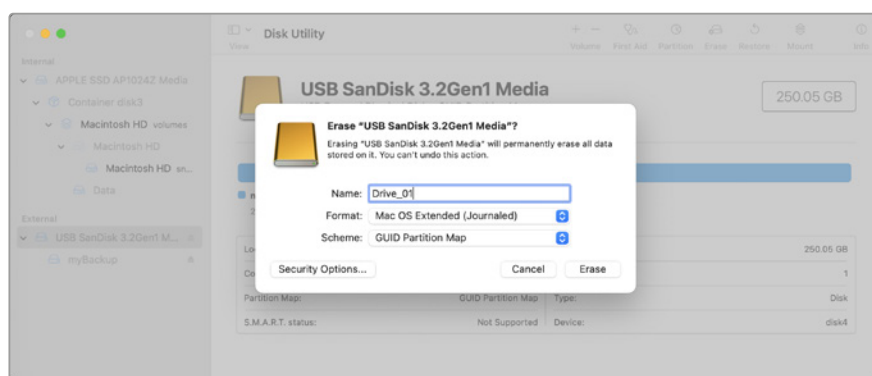 Disk Utility
View
Volume First Aid Partition Erase Restore Mount Info
Internal
APPLE SSD AP1024Z Media
Container disk3
Macintosh HD volumes
Macintosh HD
Macintosh HD sn...
Data
External
USB SanDisk 3.2Gen1 M...
myBackup
USB SanDisk 3.2Gen1 Media
250.05 GB
Erase “USB SanDisk 3.2Gen1 Media”?
Erasing “USB SanDisk 3.2Gen1 Media” will permanently erase all data
stored on it. You can’t undo this action.
Name: Drive_01
Format: Mac OS Extended (Journaled)
Scheme: GUID Partition Map
Security Options... Cancel Erase
250.05 GB
1
Partition Map: GUID Partition Map Type: Disk
S.M.A.R.T. status: Not Supported Device: disk4